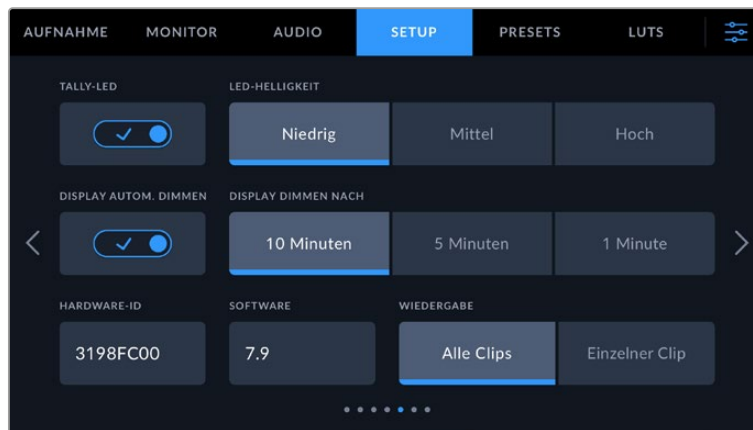 AUFNAHME MONITOR AUDIO SETUP PRESETS LUTS
TALLY-LED LED-HELLIGKEIT
Niedrig Mittel Hoch
DISPLAY AUTOM. DIMMEN DISPLAY DIMMEN NACH
10 Minuten 5 Minuten 1 Minute
HARDWARE-ID SOFTWARE WIEDERGABE
3198FC00 7.9 Alle Clips Einzelner Clip